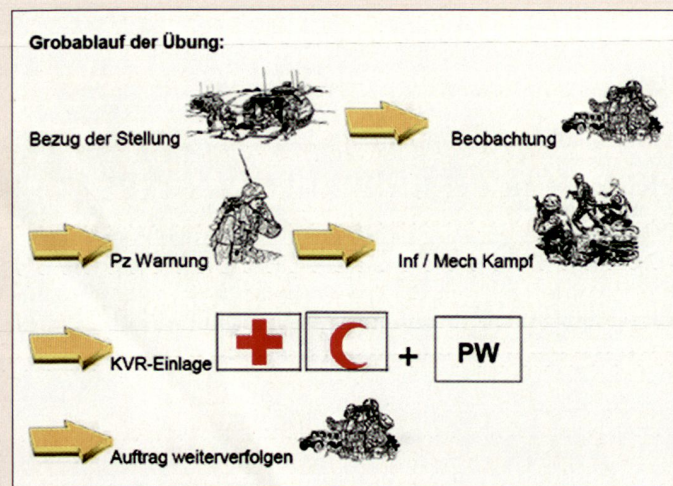 Grobablauf der Übung:
Bezug der Stellung
Beobachtung
Pz Warnung
Inf / Mech Kampf
KVR-Einlage + PW
Auftrag weiterverfolgen